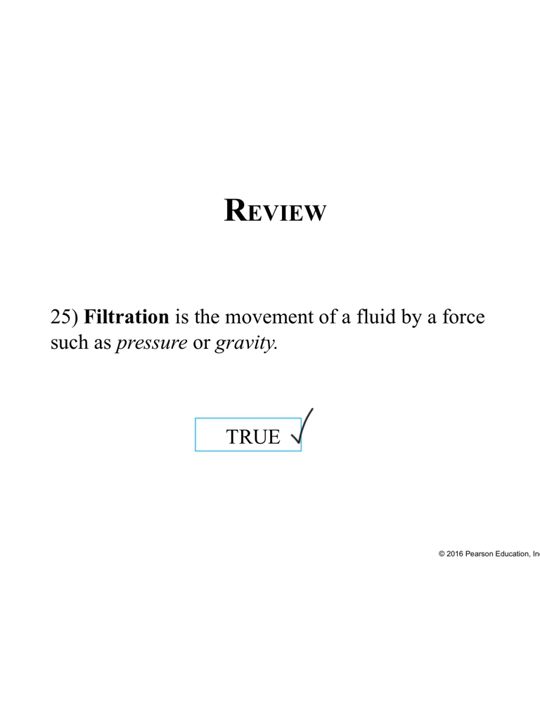 REVIEW
25) Filtration is the movement of a fluid by a force
such as pressure or gravity.
TRUE ✓
© 2016 Pearson Education, In